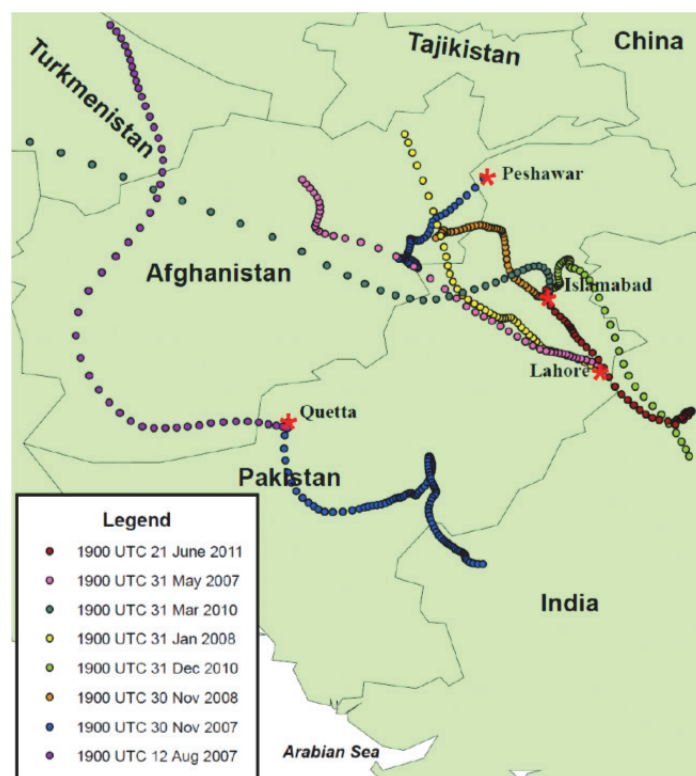 Turkmenistan
Tajikistan
China
Peshawar
Afghanistan
Islamabad
Lahore
Quetta
Pakistan
India
Legend
1900 UTC 21 June 2011
1900 UTC 31 May 2007
1900 UTC 31 Mar 2010
1900 UTC 31 Jan 2008
1900 UTC 31 Dec 2010
1900 UTC 30 Nov 2008
1900 UTC 30 Nov 2007
1900 UTC 12 Aug 2007
Arabian Sea